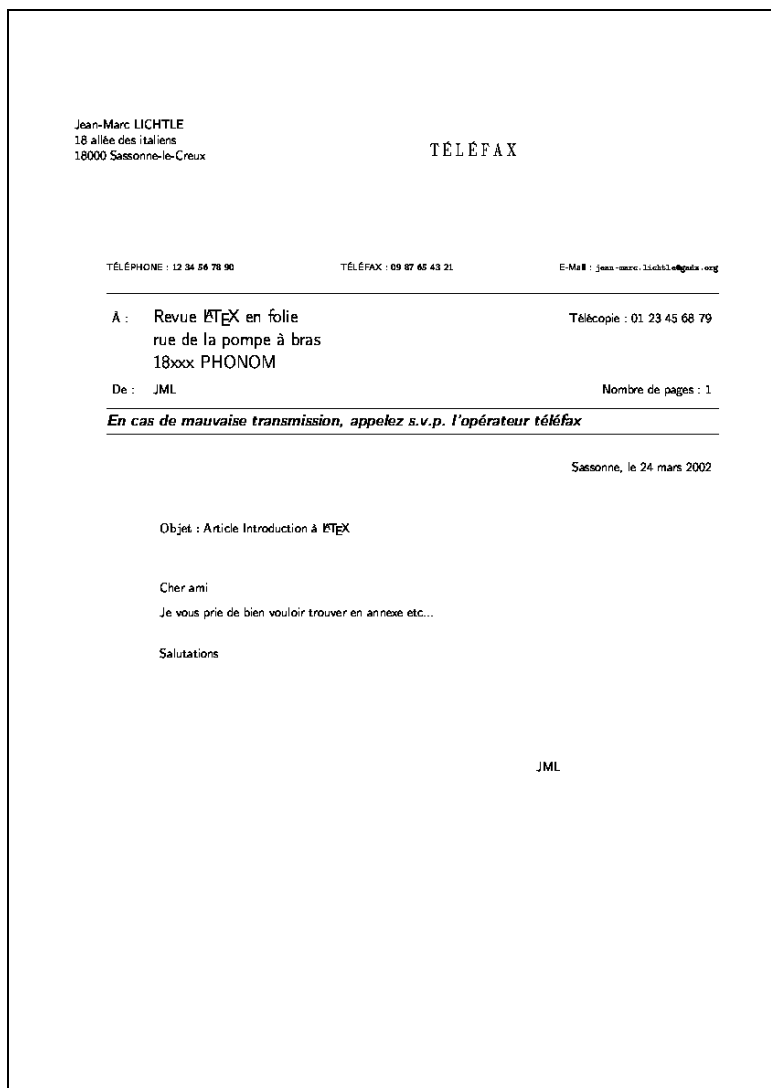 Jean-Marc LICHTLE
18 allée des italiens
18000 Sassonne-le-Creux
TÉLÉFAX
TÉLÉPHONE : 12 34 56 78 90 TÉLÉFAX : 09 87 65 43 21 E-Mail : jean-marc.lichtle@gadz.org
À : Revue LATEX en folie Télécopie : 01 23 45 68 79
rue de la pompe à bras
18xxx PHONOM
De : JML Nombre de pages : 1
En cas de mauvaise transmission, appelez s.v.p. l'opérateur téléfax
Sassonne, le 24 mars 2002
Objet : Article Introduction à LATEX
Cher ami
Je vous prie de bien vouloir trouver en annexe etc...
Salutations
JML